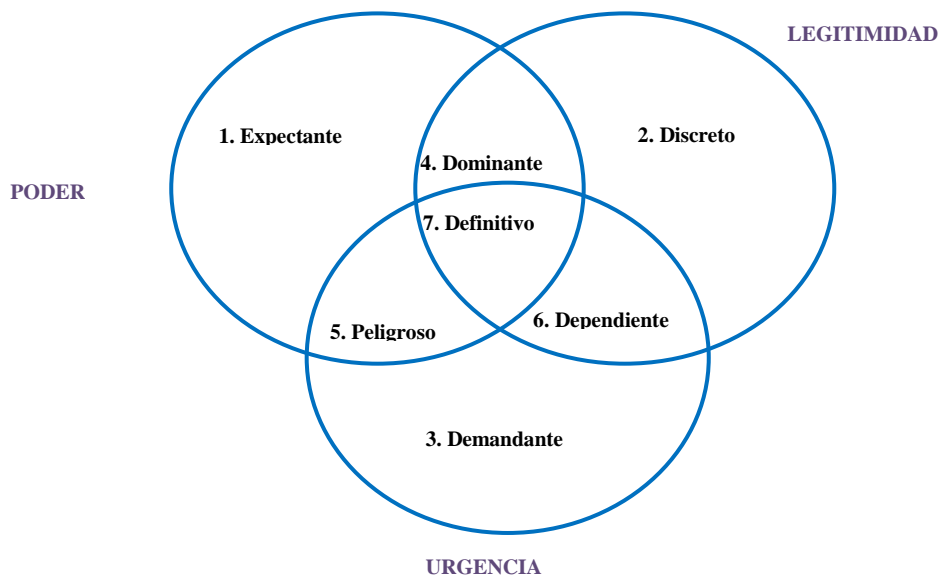 LEGITIMIDAD
1. Expectante
2. Discreto
4. Dominante
PODER
7. Definitivo
6. Dependiente
5. Peligroso
3. Demandante
URGENCIA